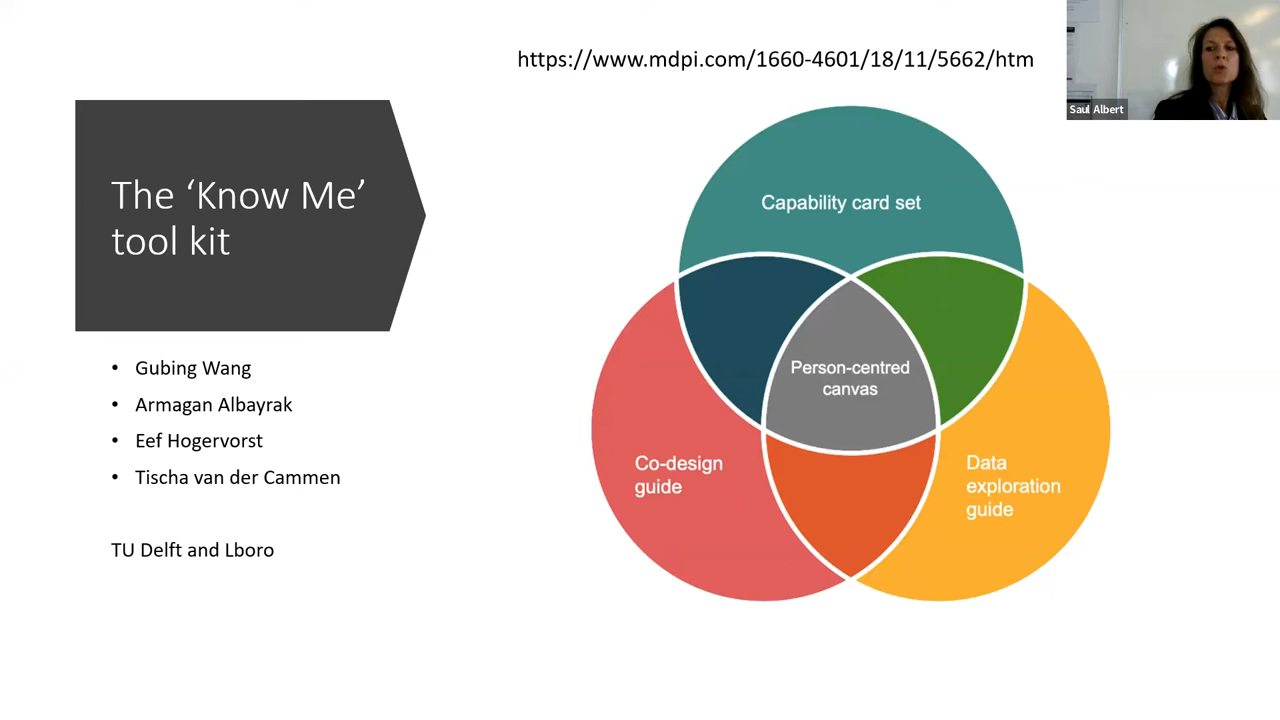 https://www.mdpi.com/1660-4601/18/11/5662/htm
Saul Albert
The ‘Know Me’
tool kit
• Gubing Wang
• Armagan Albayrak
• Eef Hogervorst
• Tischa van der Cammen
TU Delft and Lboro
Capability card set
Person-centred
canvas
Co-design
guide
Data
exploration
guide